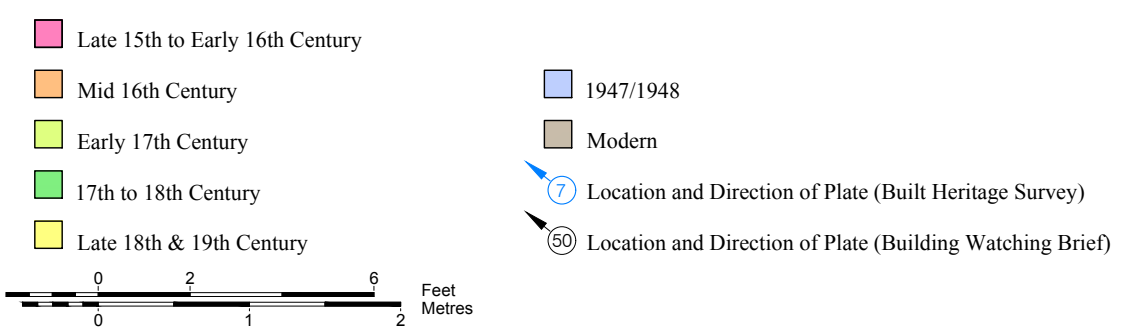 Late 15th to Early 16th Century
Mid 16th Century
Early 17th Century
17th to 18th Century
Late 18th & 19th Century
1947/1948
Modern
7 Location and Direction of Plate (Built Heritage Survey)
50 Location and Direction of Plate (Building Watching Brief)
0 2 6 Feet
0 1 2 Metres